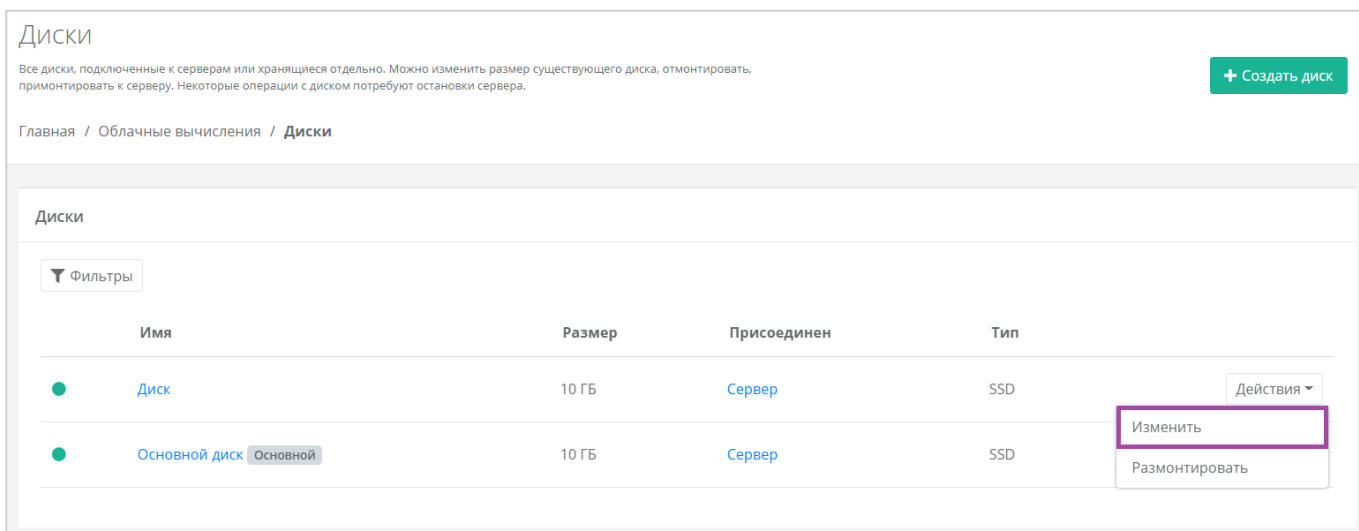 Диски
Все диски, подключенные к серверам или хранящиеся отдельно. Можно изменить размер существующего диска, отмонтировать,
примонтировать к серверу. Некоторые операции с диском потребуют остановки сервера.
+ Создать диск
Главная / Облачные вычисления / Диски
Диски
Фильтры
Имя Размер Присоединен Тип
Диск 10 ГБ Сервер SSD Действия
Изменить
Основной диск Основной 10 ГБ Сервер SSD
Размонтировать